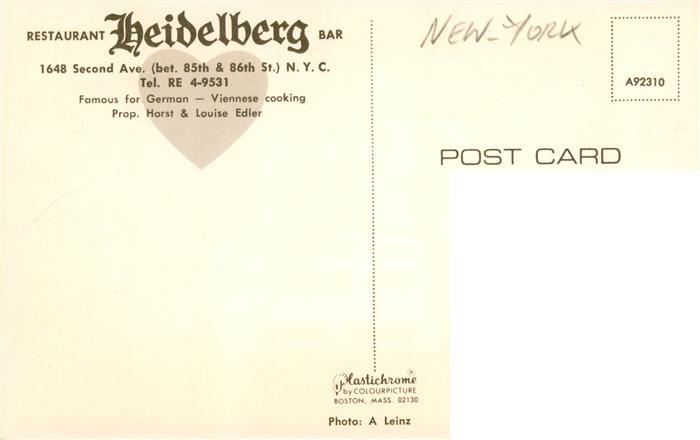 RESTAURANT Heidelberg BAR
1648 Second Ave. (bet. 85th & 86th St.) N. Y. C.
Tel. RE 4-9531
Famous for German — Viennese cooking
Prop. Horst & Louise Edler
NEW-YORK
A92310
POST CARD
Plastichrome ®
by COLOURPICTURE
BOSTON, MASS. 02130
Photo: A Leinz